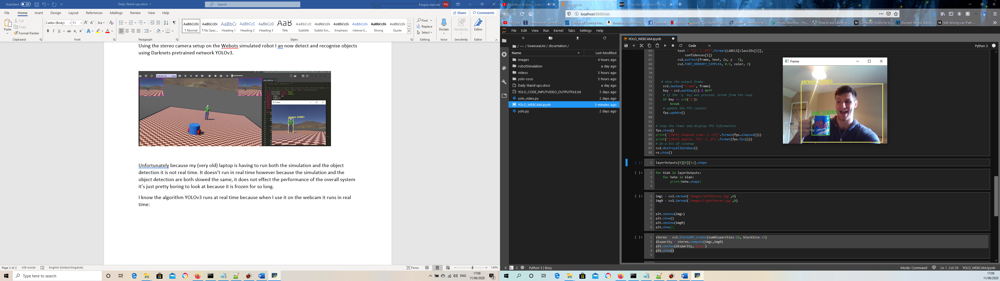 AutoSave Off
Daily-Stand-ups.docx
Search
Pargiey was ere PW
File Home Insert Design Layout References Mailings Review View Help
Share Comments
Paste
Cut
Copy
Format Painter
Clipboard
Calibri (Body) 11
Font
Paragraph
AaBbCcDc ¶ Normal
AaBbCcDc ¶ No Spac...
AaBbCc Heading 1
AaBbCcC Heading 2
AaBbCcD Heading 3
AaB Title
AaBbCcD Subtitle
AaBbCcDc Subtle Em...
AaBbCcDc Emphasis
AaBbCcDc Intense E...
AaBbCcDc Strong
AaBbCcDc Quote
Styles
Find
Replace
Select
Editing
Dictate
Voice
Sensitivity
Sensitivity
Editor
Editor
Using the stereo camera setup on the Webots simulated robot I an now detect and recognise objects
using Darknets pretrained network YOLOv3.
auto_robot.py
Frame
person: 0.9951
Unfortunately because my (very old) laptop is having to run both the simulation and the object
detection it is not real time. It doesn't run in real time however because the simulation and the
object detection are both slowed the same, it does not effect the performance of the overall system
it's just pretty boring to look at because it is frozen for so long.
I know the algorithm YOLOv3 runs at real time because when I use it on the webcam it runs in real
time:
Page 2 of 2 436 words English (United Kingdom)
Focus
140%
Type here to search
ENG
17:09
11/06/2020
Mumford & Sons - Love
JupyterLab
Python Slicing: What is slicin
localhost:8888/lab
YouTube
The home of current s...
College of Science Intr...
Amazon.co.uk: Prime ...
Facebook
Netflix
Slack | Get Started | Sw...
About Convolutional ...
model selection - Ho...
How to use Learning ...
Computer Vision for tr...
Durrant-Whyte_Bailey...
Self-driving car: Path ...
File Edit View Run Kernel Tabs Settings Help
/ ... / SwanseaUni / dissertation /
Name Last Modified
images 4 hours ago
robotSimulation a day ago
videos 5 hours ago
yolo-coco 5 hours ago
Daily-Stand-ups.docx a day ago
YOLO_CODE_INPUTVIDEO_OUTPUTFILE.txt 2 days ago
yolo_video.py 2 days ago
YOLO_WEBCAM.ipynb 5 minutes ago
yolo.py 2 days ago
YOLO_WEBCAM.ipynb
Code
Python 3
65 text = "{}: {:.4f}".format(LABELS[classIDs[i]],
66 confidences[i])
67 cv2.putText(frame, text, (x, y - 5),
68 cv2.FONT_HERSHEY_SIMPLEX, 0.5, color, 2)
69
70
71
72 # show the output frame
73 cv2.imshow("Frame", frame)
74 key = cv2.waitKey(1) & 0xFF
75 # if the `q` key was pressed, break from the loop
76 if key == ord("q"):
77 break
78 # update the FPS counter
79 fps.update()
80
81
82 # stop the timer and display FPS information
83 fps.stop()
84 print("[INFO] elapsed time: {:.2f}".format(fps.elapsed()))
85 print("[INFO] approx. FPS: {:.2f}".format(fps.fps()))
86 # do a bit of cleanup
87 cv2.destroyAllWindows()
88 vs.stop()
Frame
person: 0.9993
cup: 0.9283
[ ]: 1 layerOutputs[0][0][5:].shape
[ ]: 1 for blah in layerOutputs:
2 for hehe in blah:
3 print(hehe.shape)
4
[ ]: 1 imgL = cv2.imread('images/leftStereo.jpg',0)
2 imgR = cv2.imread('images/rightStereo.jpg',0)
3
4
5 plt.imshow(imgL)
6 plt.show()
7 plt.imshow(imgR)
8 plt.show()
[ ]: 1 stereo = cv2.StereoBM_create(numDisparities=16, blockSize=15)
2 disparity = stereo.compute(imgL,imgR)
3 plt.imshow(disparity,'gray')
4 plt.show()
5
0 2 Python 3 | Busy
Mode: Command Ln 1, Col 29 YOLO_WEBCAM.ipynb
17:09
11/06/2020